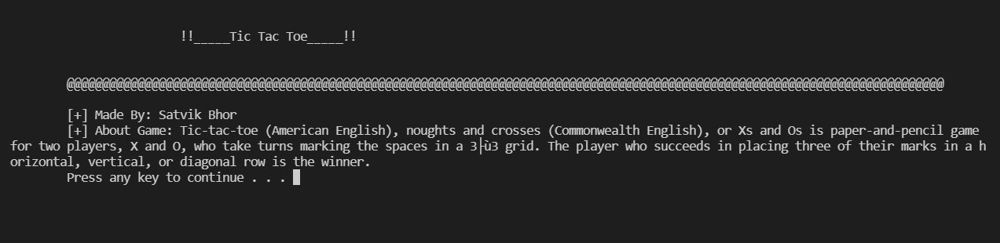 !!_____Tic Tac Toe_____!!
@@@@@@@@@@@@@@@@@@@@@@@@@@@@@@@@@@@@@@@@@@@@@@@@@@@@@@@@@@@@@@@@@@@@@@@@@@@@@@@@@@@@@@@@@@@@@@@@@@@@@@@@@@@@@@@@@@@@@@@@@@@@
[+] Made By: Satvik Bhor
[+] About Game: Tic-tac-toe (American English), noughts and crosses (Commonwealth English), or Xs and Os is paper-and-pencil game
for two players, X and O, who take turns marking the spaces in a 3├ù3 grid. The player who succeeds in placing three of their marks in a h
orizontal, vertical, or diagonal row is the winner.
Press any key to continue . . .